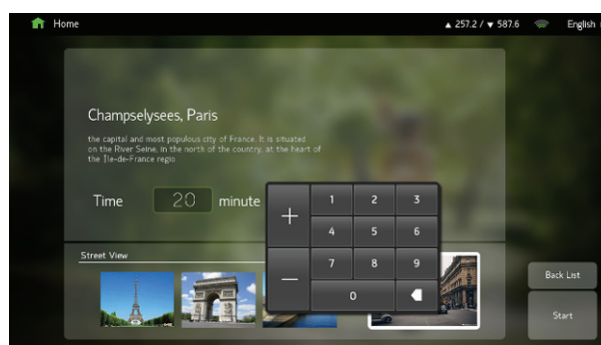 Home
▲ 257.2 / ▼ 587.6 English
Champselysees, Paris
the capital and most populous city of France. It is situated
on the River Seine, in the north of the country, at the heart of
the Île-de-France regio
Time 20 minute
+ 1 2 3
4 5 6
— 7 8 9
0
Street View
Back List
Start